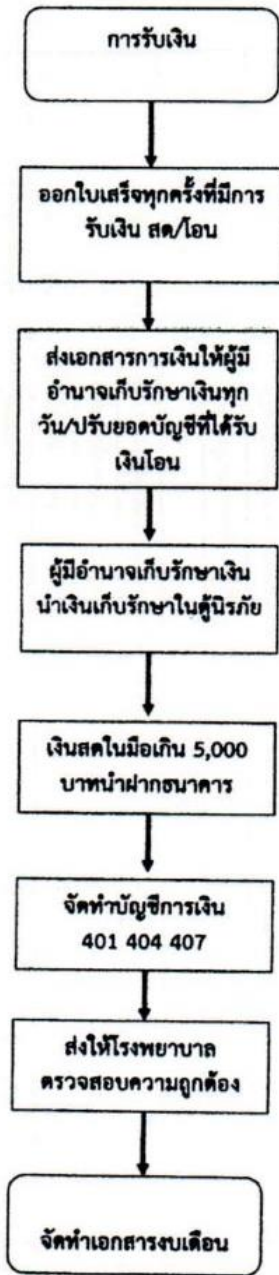 การรับเงิน
ออกใบเสร็จทุกครั้งที่มีการ
รับเงิน สด/โอน
ส่งเอกสารการเงินให้ผู้มี
อำนาจเก็บรักษาเงินทุก
วัน/ปรับยอดบัญชีที่ได้รับ
เงินโอน
ผู้มีอำนาจเก็บรักษาเงิน
นำเงินเก็บรักษาในตู้นิรภัย
เงินสดในมือเกิน 5,000
บาทนำฝากธนาคาร
จัดทำบัญชีการเงิน
401 404 407
ส่งให้โรงพยาบาล
ตรวจสอบความถูกต้อง
จัดทำเอกสารงบเดือน